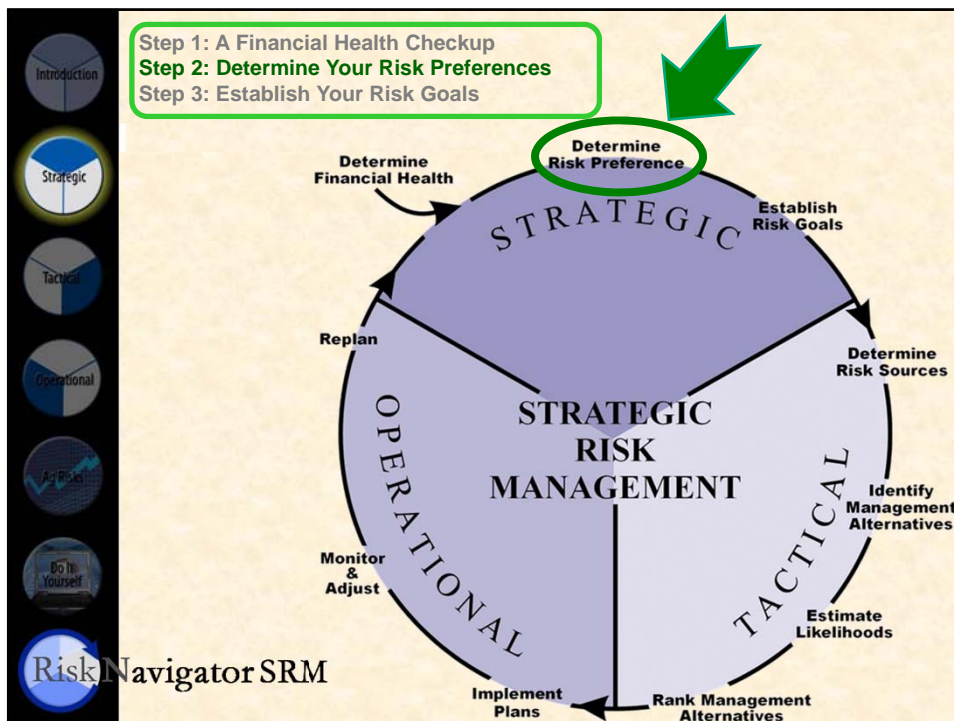 Step 1: A Financial Health Checkup
Step 2: Determine Your Risk Preferences
Step 3: Establish Your Risk Goals
Introduction
Strategic
Tactical
Operational
Ag Risks
Do It
Yourself
Risk Navigator SRM
Determine
Financial Health
Determine
Risk Preference
Establish
Risk Goals
STRATEGIC
Determine
Risk Sources
Identify
Management
Alternatives
Estimate
Likelihoods
Rank Management
Alternatives
TACTICAL
Implement
Plans
Monitor
&
Adjust
Replan
OPERATIONAL
STRATEGIC
RISK
MANAGEMENT